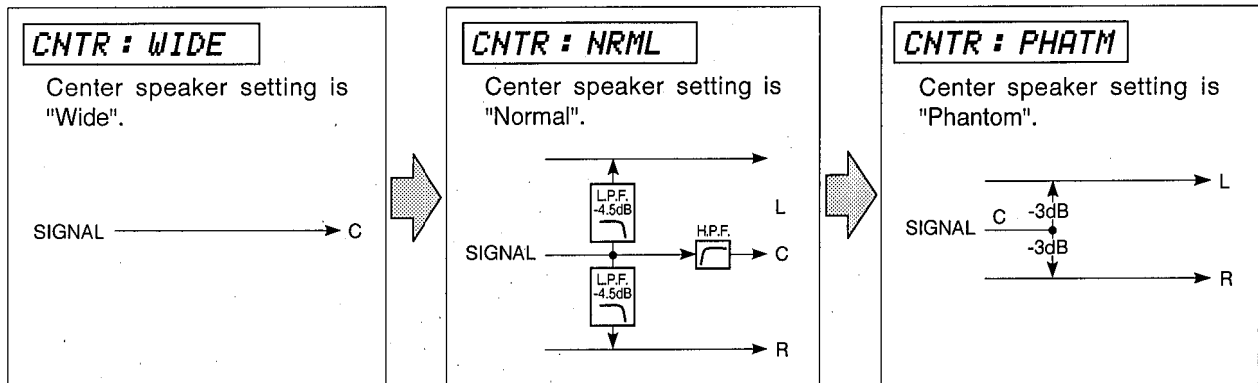 CNTR : WIDE
Center speaker setting is
"Wide".
SIGNAL
C
CNTR : NRML
Center speaker setting is
"Normal".
L.P.F.
-4.5dB
L
H.P.F.
SIGNAL
C
L.P.F.
-4.5dB
R
CNTR : PHATM
Center speaker setting is
"Phantom".
L
C
-3dB
SIGNAL
-3dB
R